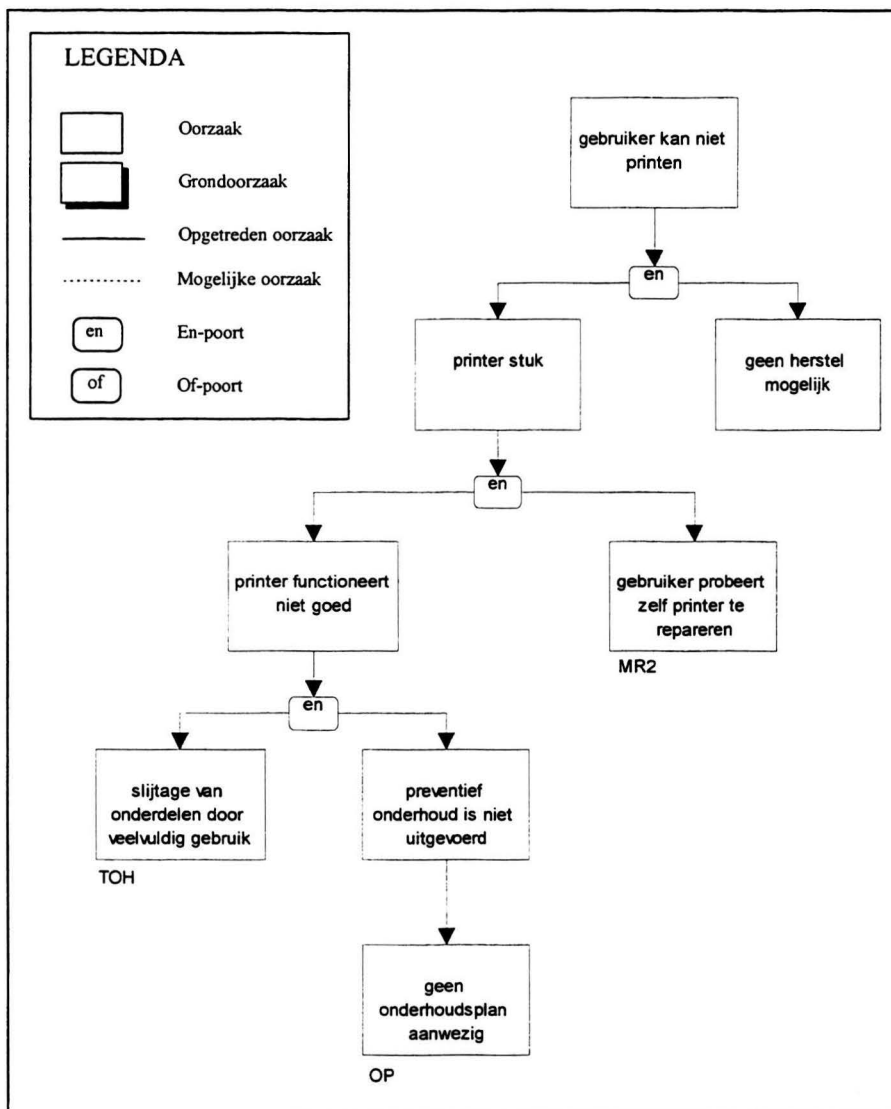 LEGENDA
Oorzaak
Grondoorzaak
Opgetreden oorzaak
Mogelijke oorzaak
en
En-poort
of
Of-poort
gebruiker kan niet
printen
en
printer stuk
geen herstel
mogelijk
en
printer functioneert
niet goed
gebruiker probeert
zelf printer te
repareren
MR2
en
slijtage van
onderdelen door
veelvuldig gebruik
TOH
preventief
onderhoud is niet
uitgevoerd
geen
onderhoudsplan
aanwezig
OP